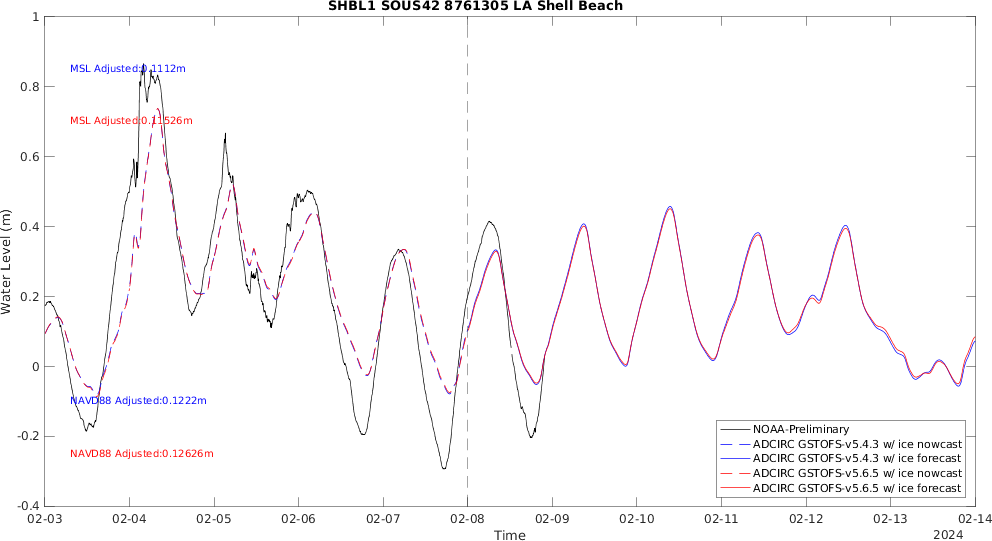 SHBL1 SOUS42 8761305 LA Shell Beach
Water Level (m)
1
0.8
0.6
0.4
0.2
0
-0.2
-0.4
MSL Adjusted:0.1112m
MSL Adjusted:0.11526m
NAVD88 Adjusted:0.1222m
NAVD88 Adjusted:0.12626m
NOAA-Preliminary
ADCIRC GSTOFS-v5.4.3 w/ ice nowcast
ADCIRC GSTOFS-v5.4.3 w/ ice forecast
ADCIRC GSTOFS-v5.6.5 w/ ice nowcast
ADCIRC GSTOFS-v5.6.5 w/ ice forecast
02-03 02-04 02-05 02-06 02-07 02-08 02-09 02-10 02-11 02-12 02-13 02-14
Time
2024